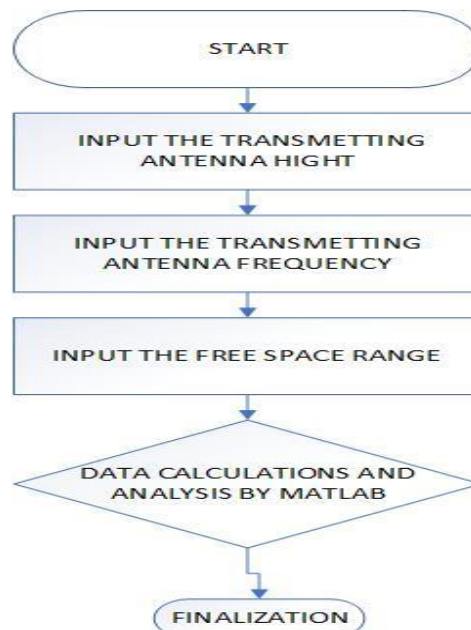 START
INPUT THE TRANSMETTING
ANTENNA HIGHT
INPUT THE TRANSMETTING
ANTENNA FREQUENCY
INPUT THE FREE SPACE RANGE
DATA CALCULATIONS AND
ANALYSIS BY MATLAB
FINALIZATION